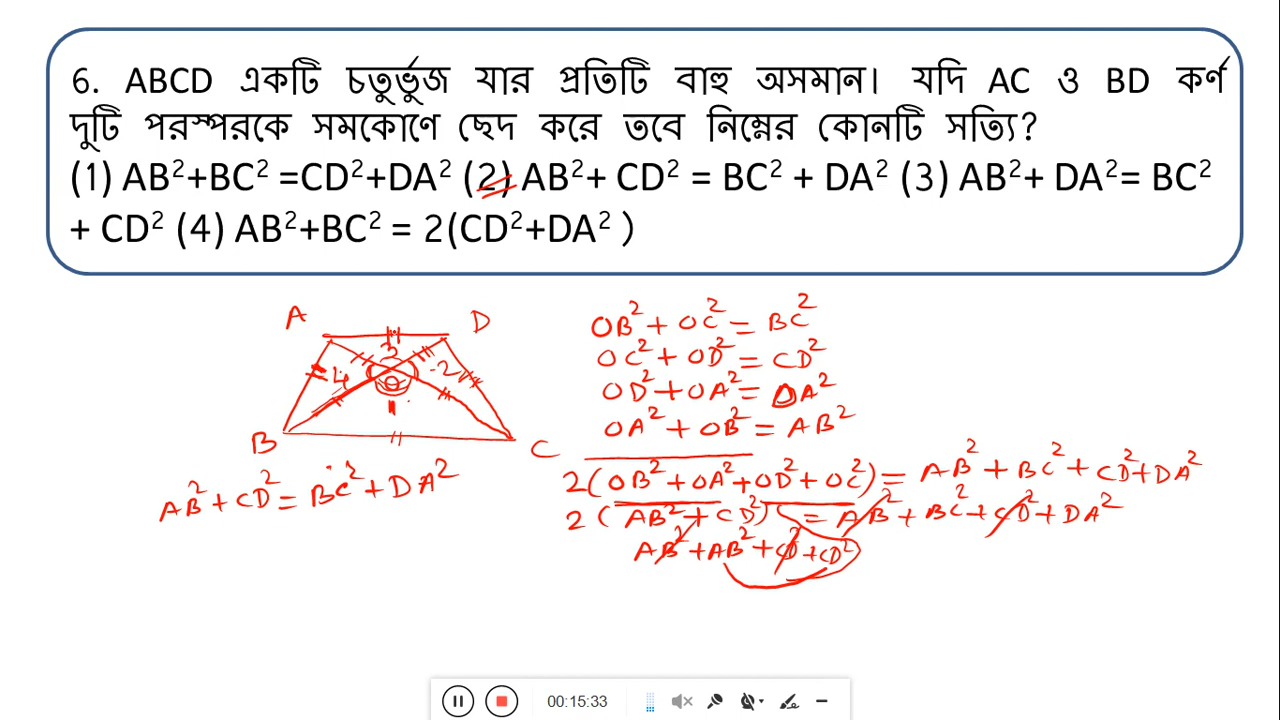 6. ABCD একটি চতুর্ভুজ যার প্রতিটি বাহু অসমান। যদি AC ও BD কর্ণ
দুটি পরস্পরকে সমকোণে ছেদ করে তবে নিম্নের কোনটি সত্যি?
(1) AB²+BC² =CD²+DA² (2) AB²+ CD² = BC² + DA² (3) AB²+ DA²= BC²
+ CD² (4) AB²+BC² = 2(CD²+DA² )
A D
3
4 2
1
B C
AB²+CD²=BC²+DA²
OB²+OC²=BC²
OC²+OD²=CD²
OD²+OA²=DA²
OA²+OB²=AB²
2(OB²+OA²+OD²+OC²)=AB²+BC²+CD²+DA²
2(AB²+CD²)=AB²+BC²+CD²+DA²
AB²+AB²+CD²+CD²
00:15:33